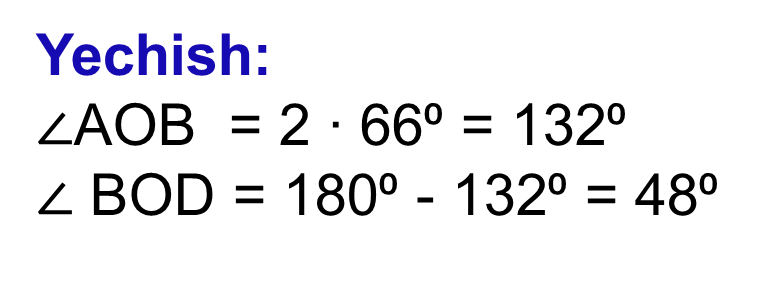 Yechish:
∠AOB = 2 · 66º = 132º
∠ BOD = 180º - 132º = 48º